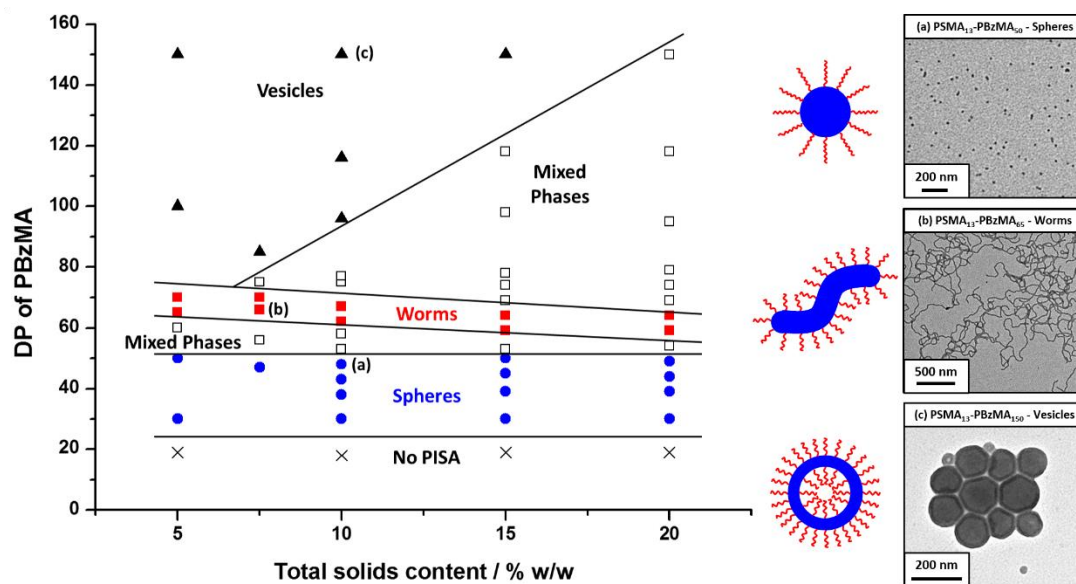 160
140
120
100
80
60
40
20
0
DP of PBzMA
5
10
15
20
Total solids content / % w/w
(c)
Vesicles
Mixed
Phases
(b)
Worms
Mixed Phases
(a)
Spheres
No PISA
(a) PSMA₁₃-PBzMA₅₀ - Spheres
200 nm
(b) PSMA₁₃-PBzMA₆₅ - Worms
500 nm
(c) PSMA₁₃-PBzMA₁₅₀ - Vesicles
200 nm